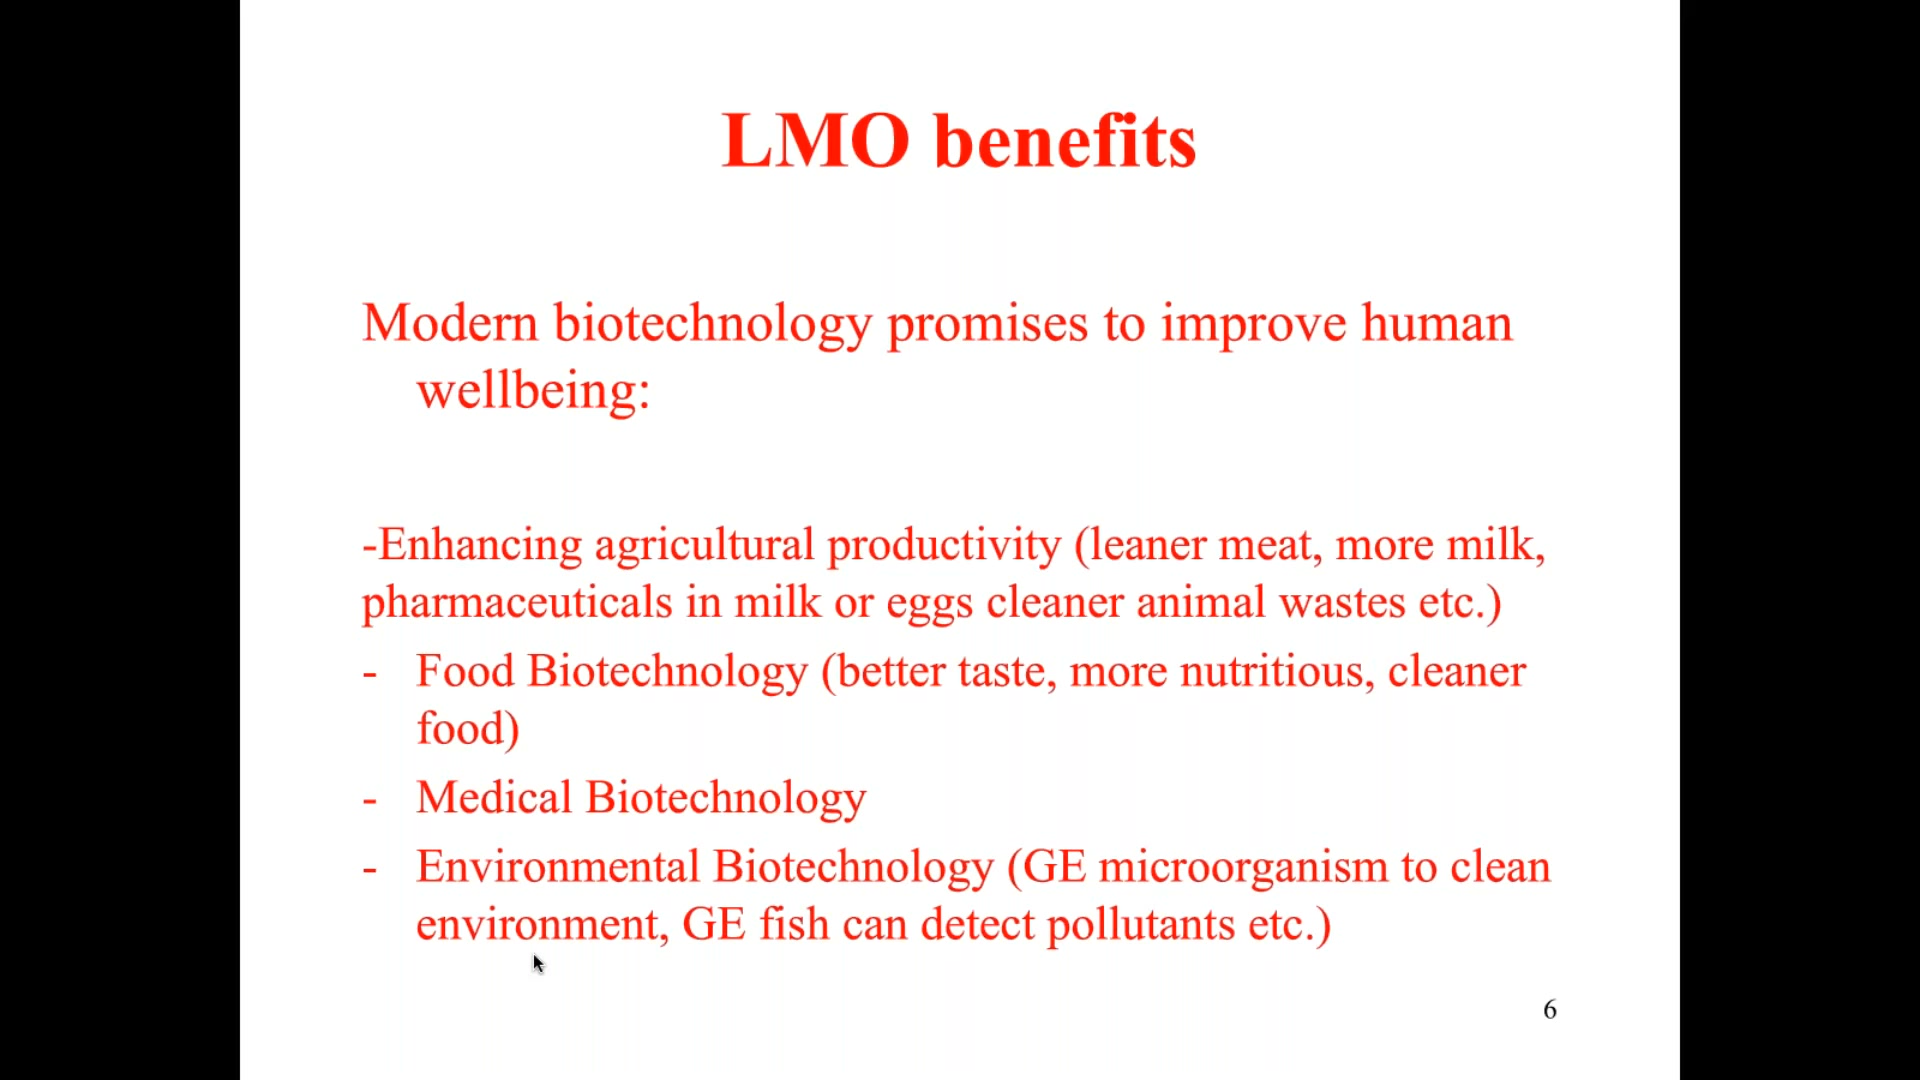 LMO benefits
Modern biotechnology promises to improve human
wellbeing:
-Enhancing agricultural productivity (leaner meat, more milk,
pharmaceuticals in milk or eggs cleaner animal wastes etc.)
- Food Biotechnology (better taste, more nutritious, cleaner
food)
- Medical Biotechnology
- Environmental Biotechnology (GE microorganism to clean
environment, GE fish can detect pollutants etc.)
6